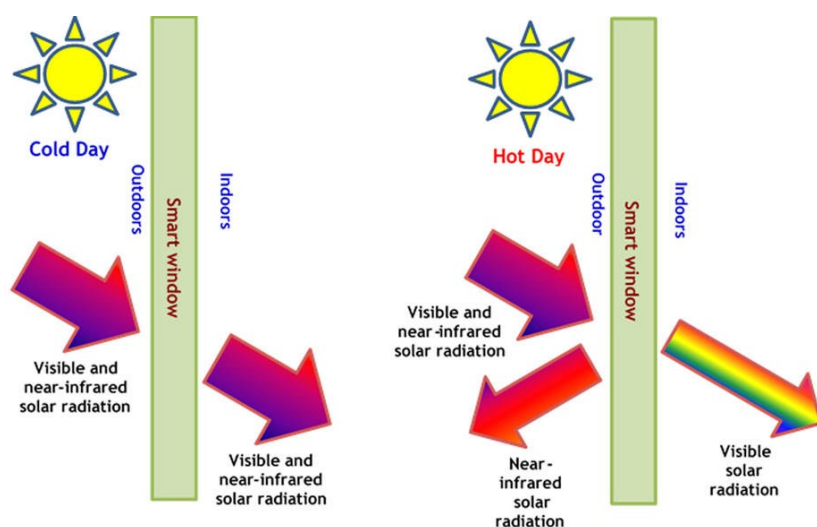 Cold Day
Outdoors
Smart window
Indoors
Visible and
near-infrared
solar radiation
Visible and
near-infrared
solar radiation
Hot Day
Outdoor
Smart window
Indoors
Visible and
near-infrared
solar radiation
Near-
infrared
solar
radiation
Visible
solar
radiation